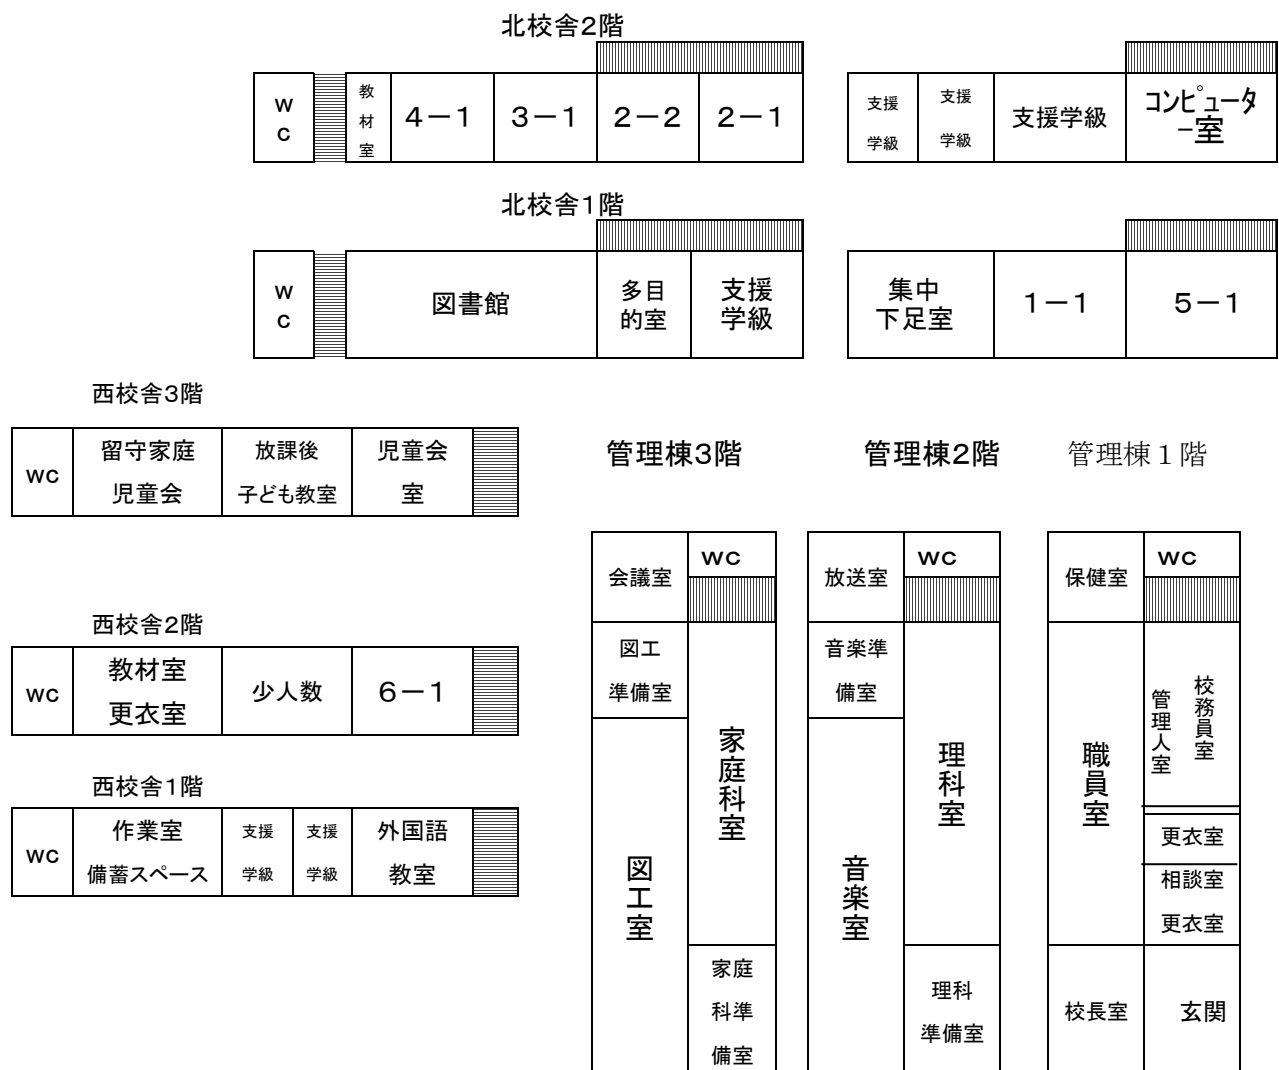 北校舎2階
WC
教材室
4－1
3－1
2－2
2－1
支援
学級
支援
学級
支援学級
コンピュータ
ー室
北校舎1階
WC
図書館
多目
的室
支援
学級
集中
下足室
1－1
5－1
西校舎3階
WC
留守家庭
児童会
放課後
子ども教室
児童会
室
西校舎2階
WC
教材室
更衣室
少人数
6－1
西校舎1階
WC
作業室
備蓄スペース
支援
学級
支援
学級
外国語
教室
管理棟3階
会議室
WC
図工
準備室
家庭科室
図工室
家庭
科準
備室
管理棟2階
放送室
WC
音楽準
備室
理科室
音楽室
理科
準備室
管理棟1階
保健室
WC
職員室
校務員室
管理人室
更衣室
相談室
更衣室
校長室
玄関